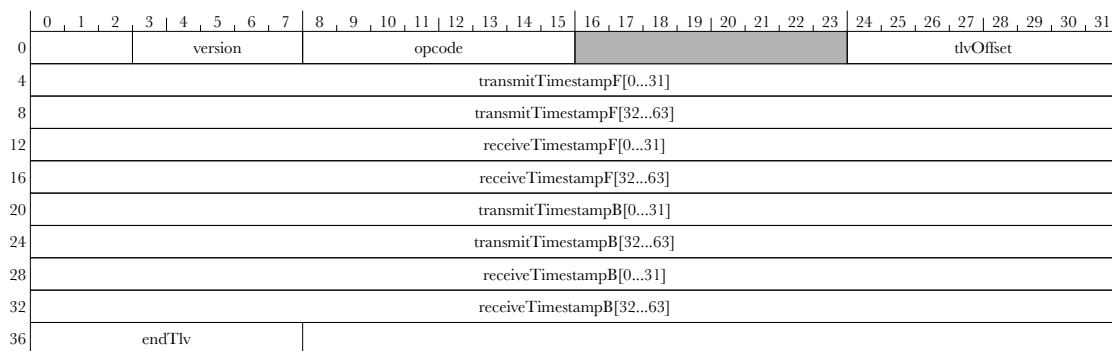 0 1 2 3 4 5 6 7 8 9 10 11 12 13 14 15 16 17 18 19 20 21 22 23 24 25 26 27 28 29 30 31
0 version opcode tlvOffset
4 transmitTimestampF[0...31]
8 transmitTimestampF[32...63]
12 receiveTimestampF[0...31]
16 receiveTimestampF[32...63]
20 transmitTimestampB[0...31]
24 transmitTimestampB[32...63]
28 receiveTimestampB[0...31]
32 receiveTimestampB[32...63]
36 endTlv